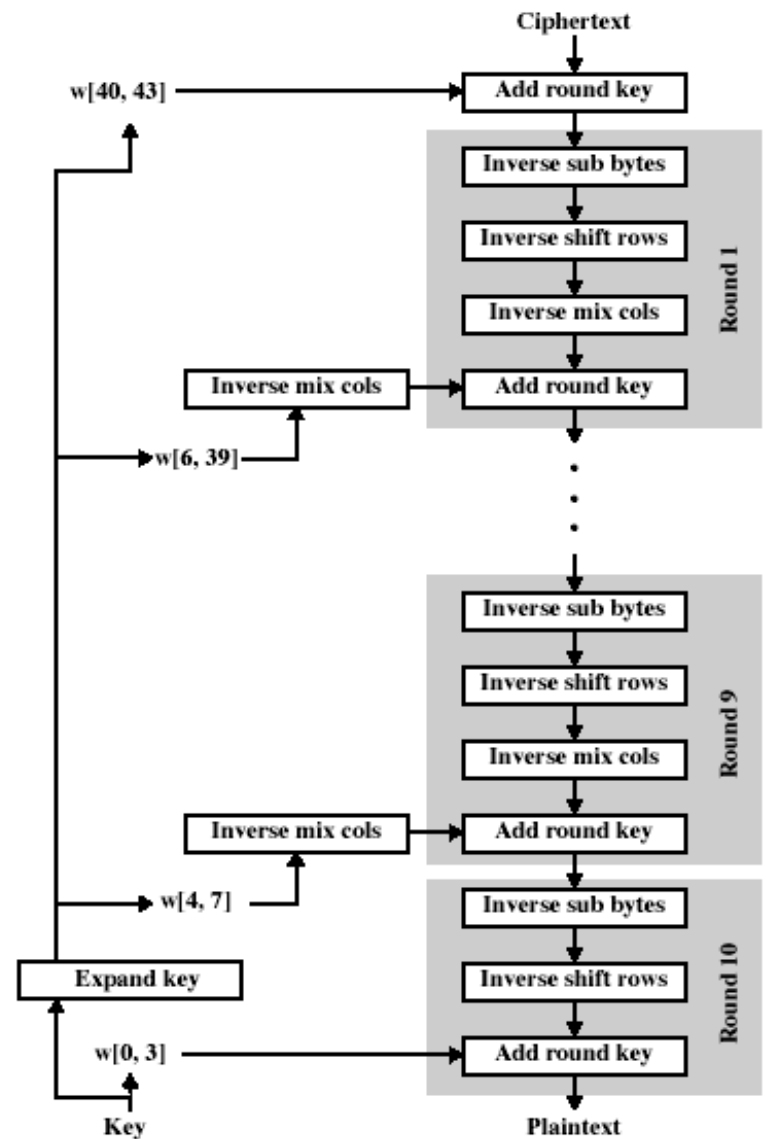 Ciphertext
w[40, 43]
Add round key
Inverse sub bytes
Inverse shift rows
Inverse mix cols
Round 1
Inverse mix cols
Add round key
w[6, 39]
Inverse sub bytes
Inverse shift rows
Inverse mix cols
Round 9
Inverse mix cols
Add round key
w[4, 7]
Inverse sub bytes
Expand key
Inverse shift rows
Round 10
w[0, 3]
Add round key
Key
Plaintext